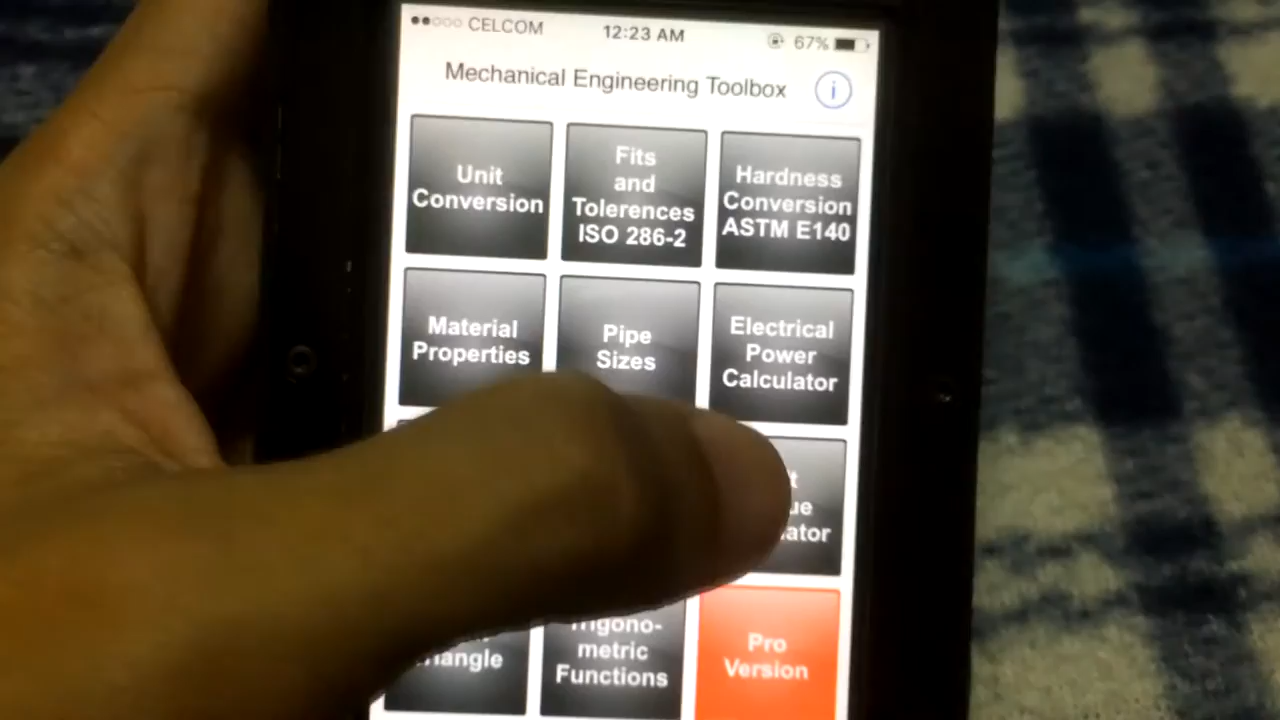 CELCOM
12:23 AM
67%
Mechanical Engineering Toolbox
i
Unit
Conversion
Fits
and
Tolerences
ISO 286-2
Hardness
Conversion
ASTM E140
Material
Properties
Pipe
Sizes
Electrical
Power
Calculator
metric
Functions
Pro
Version